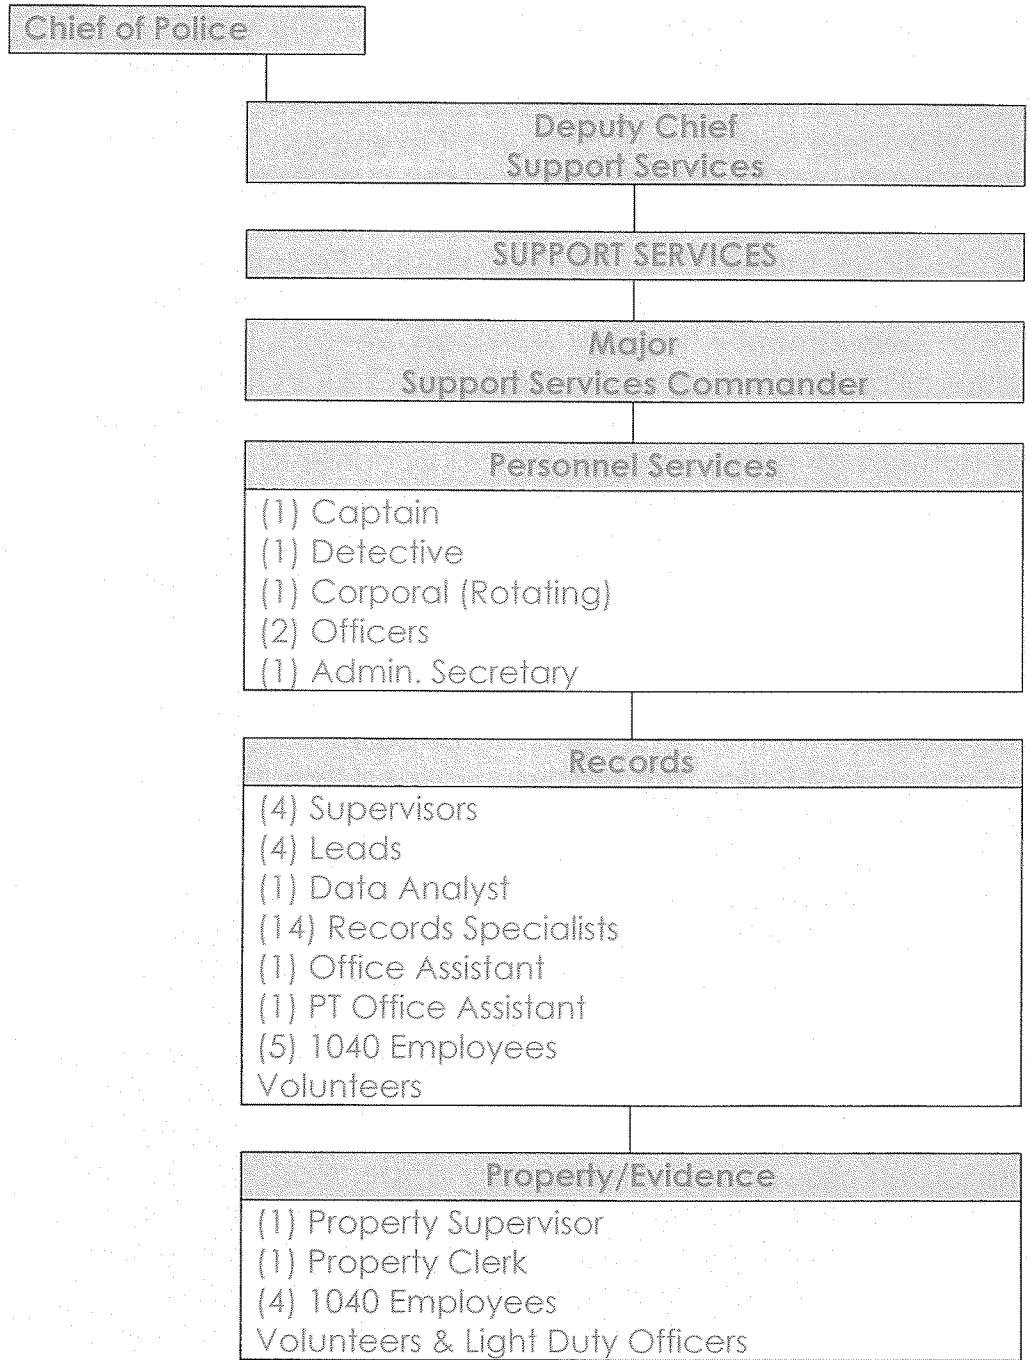 Chief of Police
Deputy Chief
Support Services
SUPPORT SERVICES
Major
Support Services Commander
Personnel Services
(1) Captain
(1) Detective
(1) Corporal (Rotating)
(2) Officers
(1) Admin. Secretary
Records
(4) Supervisors
(4) Leads
(1) Data Analyst
(14) Records Specialists
(1) Office Assistant
(1) PT Office Assistant
(5) 1040 Employees
Volunteers
Property/Evidence
(1) Property Supervisor
(1) Property Clerk
(4) 1040 Employees
Volunteers & Light Duty Officers